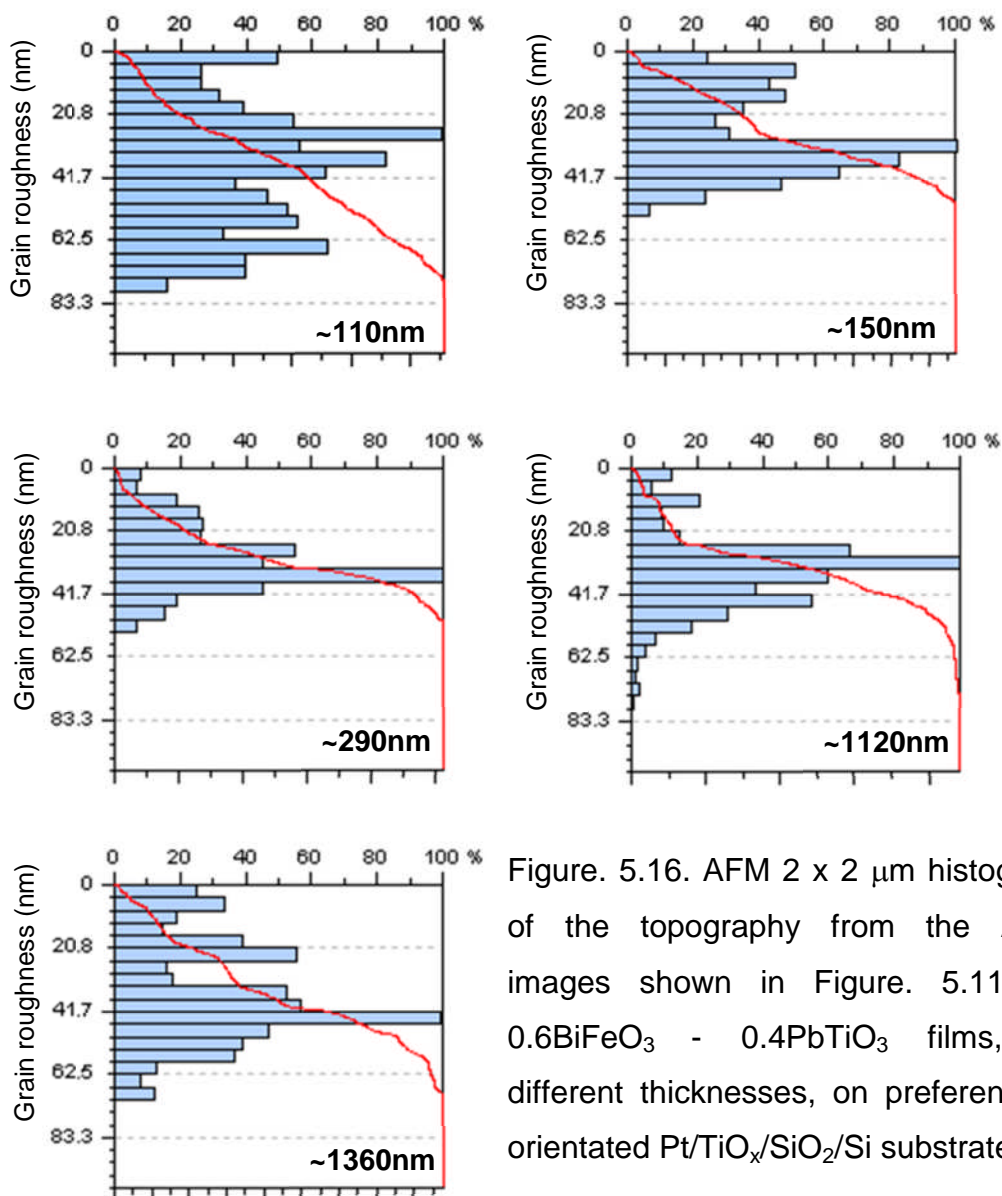 0 20 40 60 80 100 %
Grain roughness (nm)
0
20.8
41.7
62.5
83.3
~110nm
0 20 40 60 80 100 %
Grain roughness (nm)
0
20.8
41.7
62.5
83.3
~150nm
0 20 40 60 80 100 %
Grain roughness (nm)
0
20.8
41.7
62.5
83.3
~290nm
0 20 40 60 80 100 %
Grain roughness (nm)
0
20.8
41.7
62.5
83.3
~1120nm
0 20 40 60 80 100 %
Grain roughness (nm)
0
20.8
41.7
62.5
83.3
~1360nm
Figure. 5.16. AFM 2 x 2 μm histog
of the topography from the
images shown in Figure. 5.11
0.6BiFeO₃ - 0.4PbTiO₃ films,
different thicknesses, on preferen
orientated Pt/TiOₓ/SiO₂/Si substrate